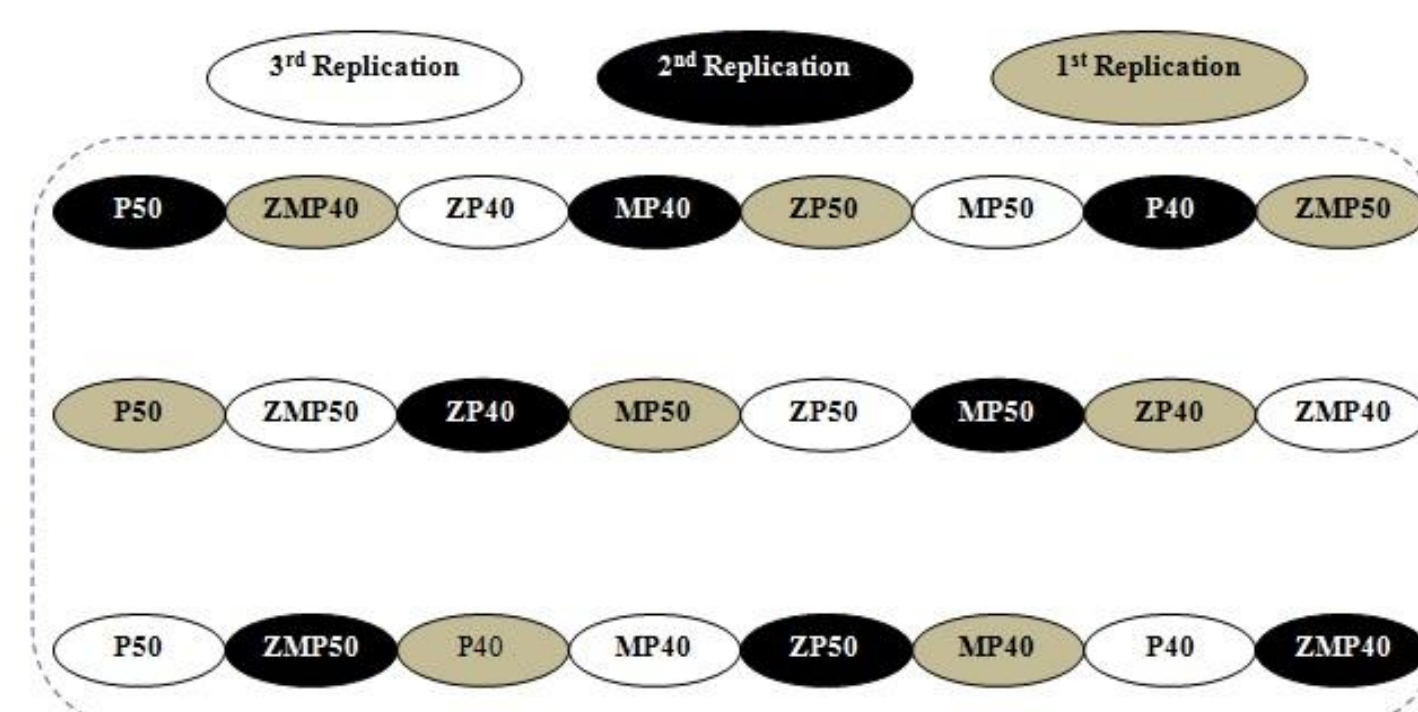 3rd Replication 2nd Replication 1st Replication
P50 ZMP40 ZP40 MP40 ZP50 MP50 P40 ZMP50
P50 ZMP50 ZP40 MP50 ZP50 MP50 ZP40 ZMP40
P50 ZMP50 P40 MP40 ZP50 MP40 P40 ZMP40